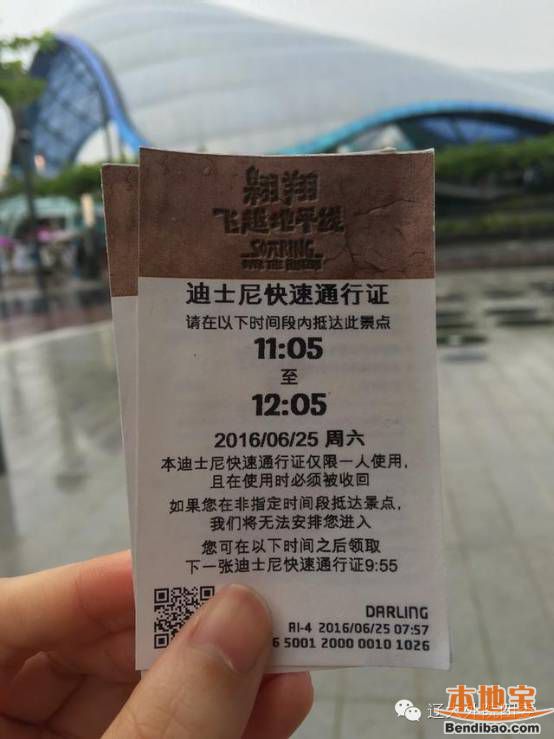 翱翔
飞越地平线
SOARING
OVER THE HORIZON
迪士尼快速通行证
请在以下时间段内抵达此景点
11:05
至
12:05
2016/06/25 周六
本迪士尼快速通行证仅限一人使用,
且在使用时必须被收回
如果您在非指定时间段抵达景点,
我们将无法安排您进入
您可在以下时间之后领取
下一张迪士尼快速通行证9:55
DARLING
AI-4 2016/06/25 07:57
6 5001 2000 0010 1026
本地宝
Bendibao.com